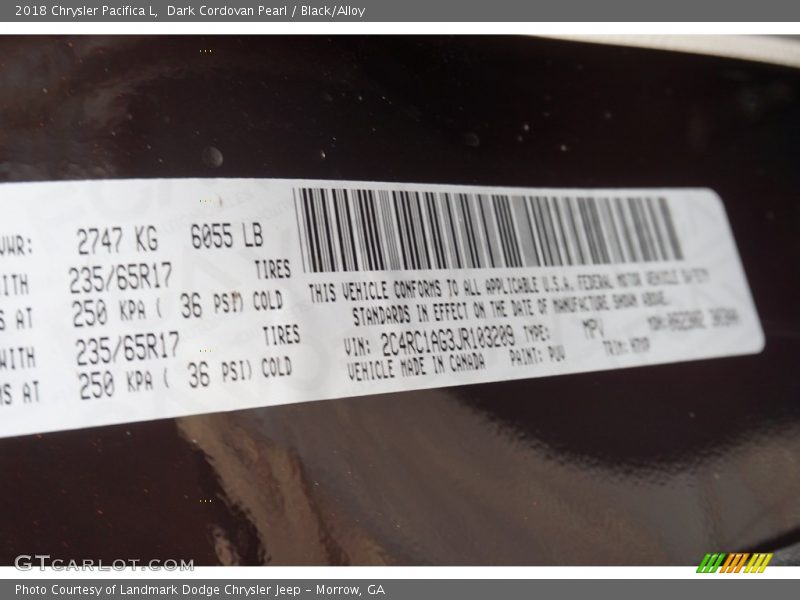 2018 Chrysler Pacifica L,  Dark Cordovan Pearl / Black/Alloy
VWR: 2747 KG 6055 LB
ITH 235/65R17 TIRES
S AT 250 KPA ( 36 PSI) COLD
WITH 235/65R17 TIRES
NS AT 250 KPA ( 36 PSI) COLD
THIS VEHICLE CONFORMS TO ALL APPLICABLE U.S.A. FEDERAL MOTOR VEHICLE SAFETY
STANDARDS IN EFFECT ON THE DATE OF MANUFACTURE SHOWN ABOVE.
VIN: 2C4RC1AG3JR103209 TYPE: MPV
VEHICLE MADE IN CANADA PAINT: PUV TRIM:
GTCARLOT.COM
Photo Courtesy of Landmark Dodge Chrysler Jeep – Morrow, GA